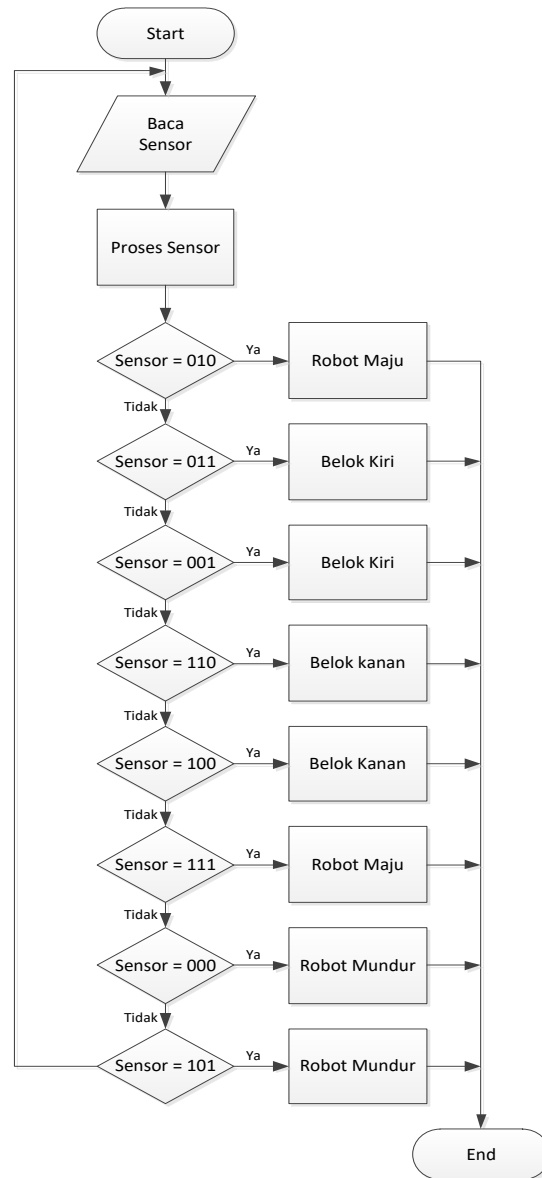 Start
Baca
Sensor
Proses Sensor
Sensor = 010
Ya
Robot Maju
Tidak
Sensor = 011
Ya
Belok Kiri
Tidak
Sensor = 001
Ya
Belok Kiri
Tidak
Sensor = 110
Ya
Belok kanan
Tidak
Sensor = 100
Ya
Belok Kanan
Tidak
Sensor = 111
Ya
Robot Maju
Tidak
Sensor = 000
Ya
Robot Mundur
Tidak
Sensor = 101
Ya
Robot Mundur
End